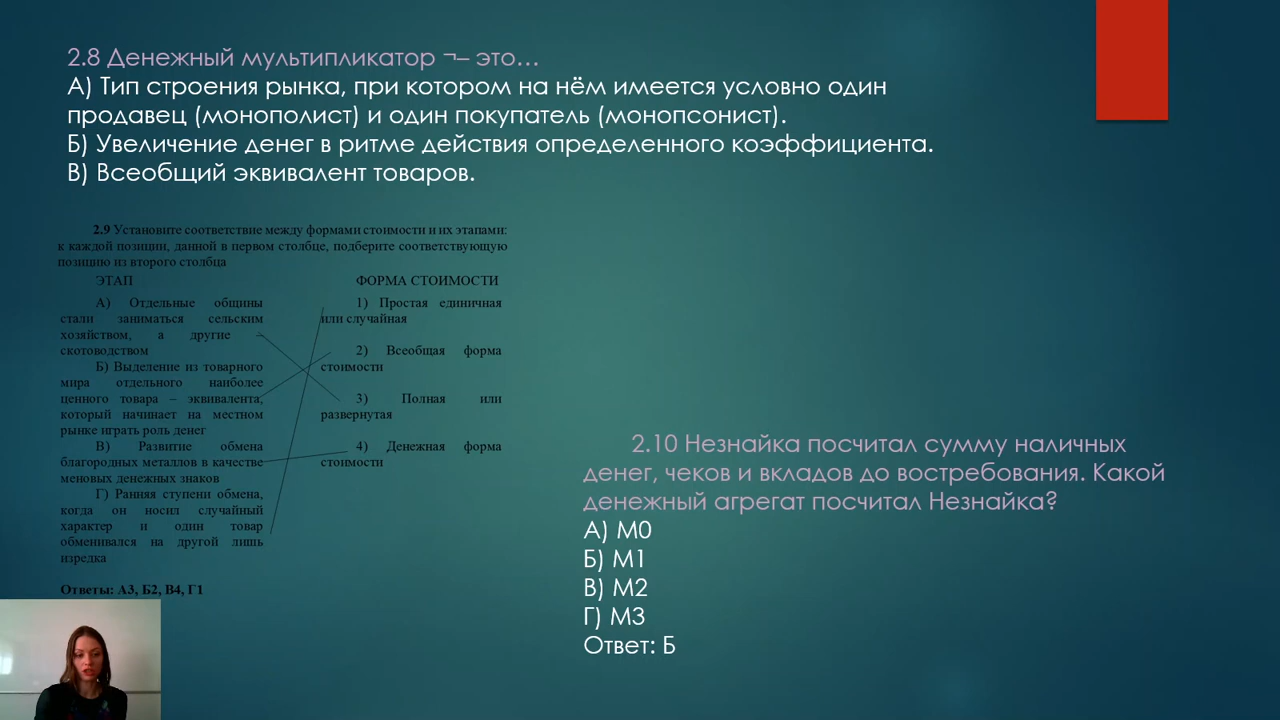 2.8 Денежный мультипликатор ¬– это…
А) Тип строения рынка, при котором на нём имеется условно один
продавец (монополист) и один покупатель (монопсонист).
Б) Увеличение денег в ритме действия определенного коэффициента.
В) Всеобщий эквивалент товаров.
2.9 Установите соответствие между формами стоимости и их этапами:
к каждой позиции, данной в первом столбце, подберите соответствующую
позицию из второго столбца
ЭТАП
А) Отдельные общины
стали заниматься сельским
хозяйством, а другие –
скотоводством
Б) Выделение из товарного
мира отдельного наиболее
ценного товара – эквивалента,
который начинает на местном
рынке играть роль денег
В) Развитие обмена
благородных металлов в качестве
меновых денежных знаков
Г) Ранняя ступени обмена,
когда он носил случайный
характер и один товар
обменивался на другой лишь
изредка
ФОРМА СТОИМОСТИ
1) Простая единичная
или случайная
2) Всеобщая форма
стоимости
3) Полная или
развернутая
4) Денежная форма
стоимости
Ответы: А3, Б2, В4, Г1
2.10 Незнайка посчитал сумму наличных
денег, чеков и вкладов до востребования. Какой
денежный агрегат посчитал Незнайка?
А) М0
Б) М1
В) М2
Г) М3
Ответ: Б